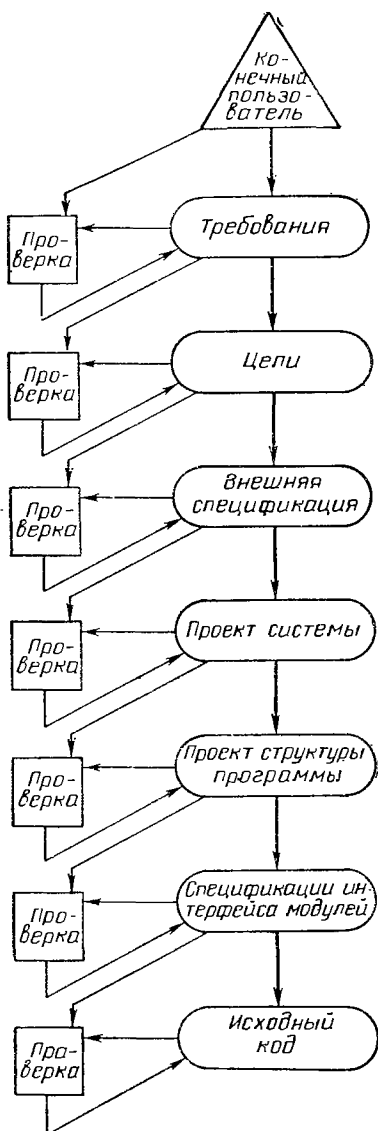 Ко-
нечный
пользо-
ватель
Про-
верка
Требования
Про-
верка
Цели
Про-
верка
Внешняя
спецификация
Про-
верка
Проект системы
Про-
верка
Проект структуры
программы
Про-
верка
Спецификации ин-
терфейса модулей
Про-
верка
Исходный
код